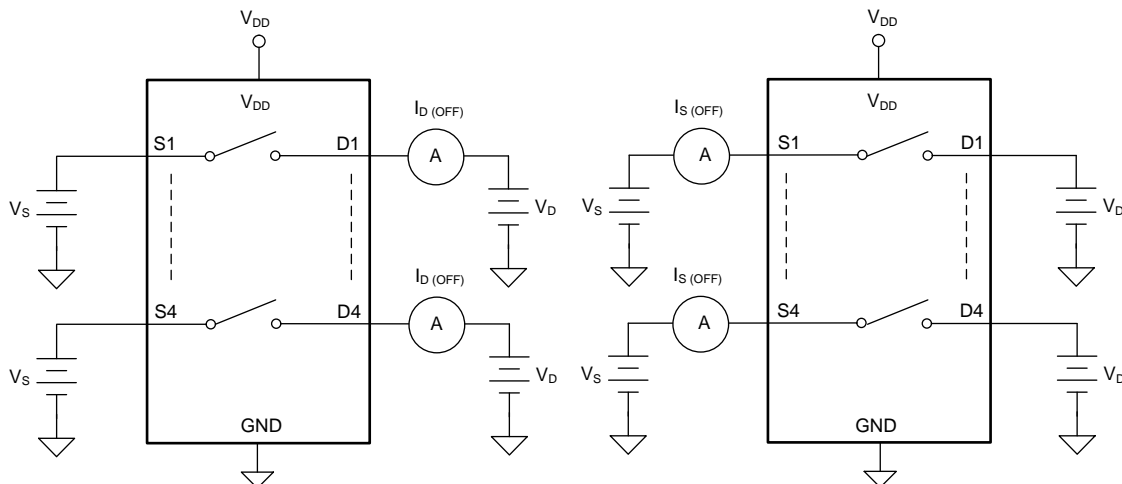 VDD
VDD
S1
D1
ID (OFF)
A
VS
VD
S4
D4
ID (OFF)
A
VS
VD
GND
VDD
VDD
IS (OFF)
A
S1
D1
VS
VD
IS (OFF)
A
S4
D4
VS
VD
GND